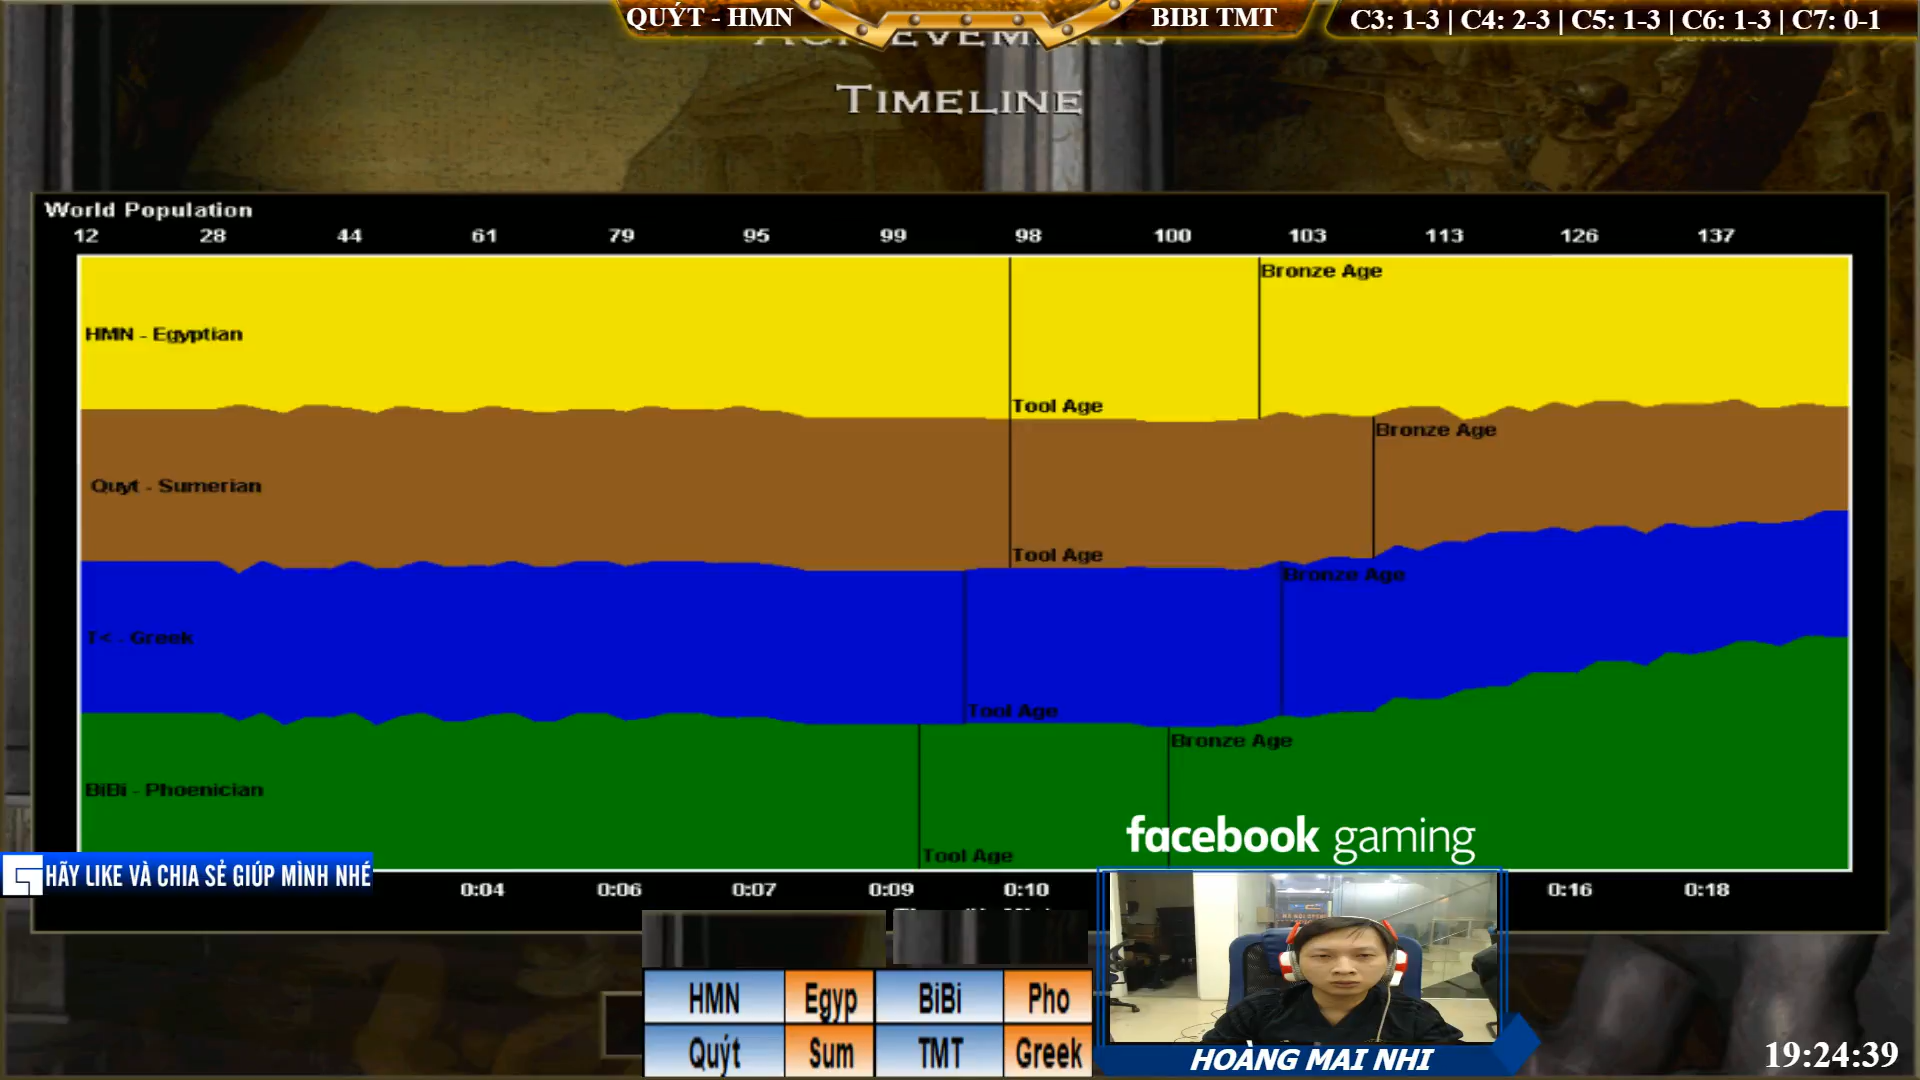 QUÝT - HMN
BIBI TMT
C3: 1-3 | C4: 2-3 | C5: 1-3 | C6: 1-3 | C7: 0-1
ACHIEVEMENTS
TIMELINE
World Population
12 28 44 61 79 95 99 98 100 103 113 126 137
Bronze Age
HMN - Egyptian
Tool Age
Bronze Age
Quyt - Sumerian
Tool Age
Bronze Age
T< - Greek
Tool Age
Bronze Age
BiBi - Phoenician
Tool Age
facebook gaming
HÃY LIKE VÀ CHIA SẺ GIÚP MÌNH NHÉ
0:04 0:06 0:07 0:09 0:10 0:16 0:18
HMN Egyp BiBi Pho
Quýt Sum TMT Greek
HOÀNG MAI NHI
19:24:39